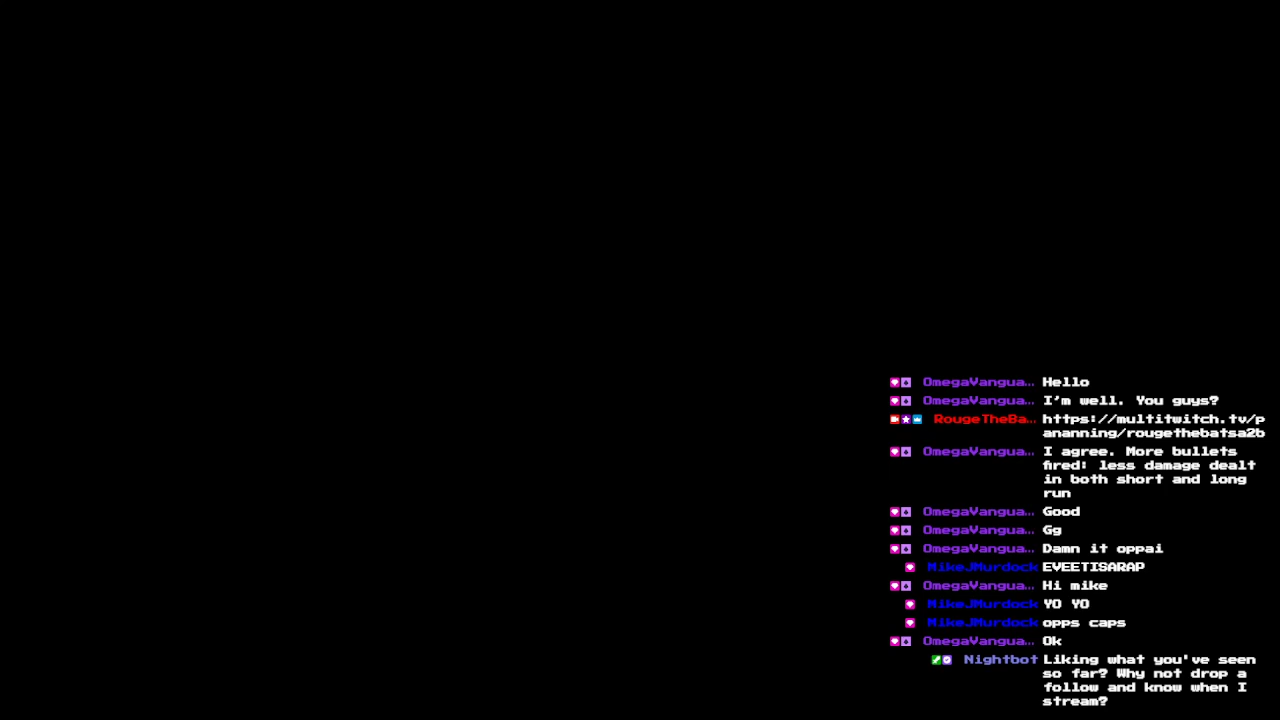 OmegaVangua… Hello
OmegaVangua… I'm well. You guys?
RougeTheBa… https://multitwitch.tv/p
ananning/rougethebatsa2b
OmegaVangua… I agree. More bullets
fired: less damage dealt
in both short and long
run
OmegaVangua… Good
OmegaVangua… Gg
OmegaVangua… Damn it oppai
MikeJMurdock EVEETISARAP
OmegaVangua… Hi mike
MikeJMurdock YO YO
MikeJMurdock opps caps
OmegaVangua… Ok
Nightbot Liking what you've seen
so far? Why not drop a
follow and know when I
stream?